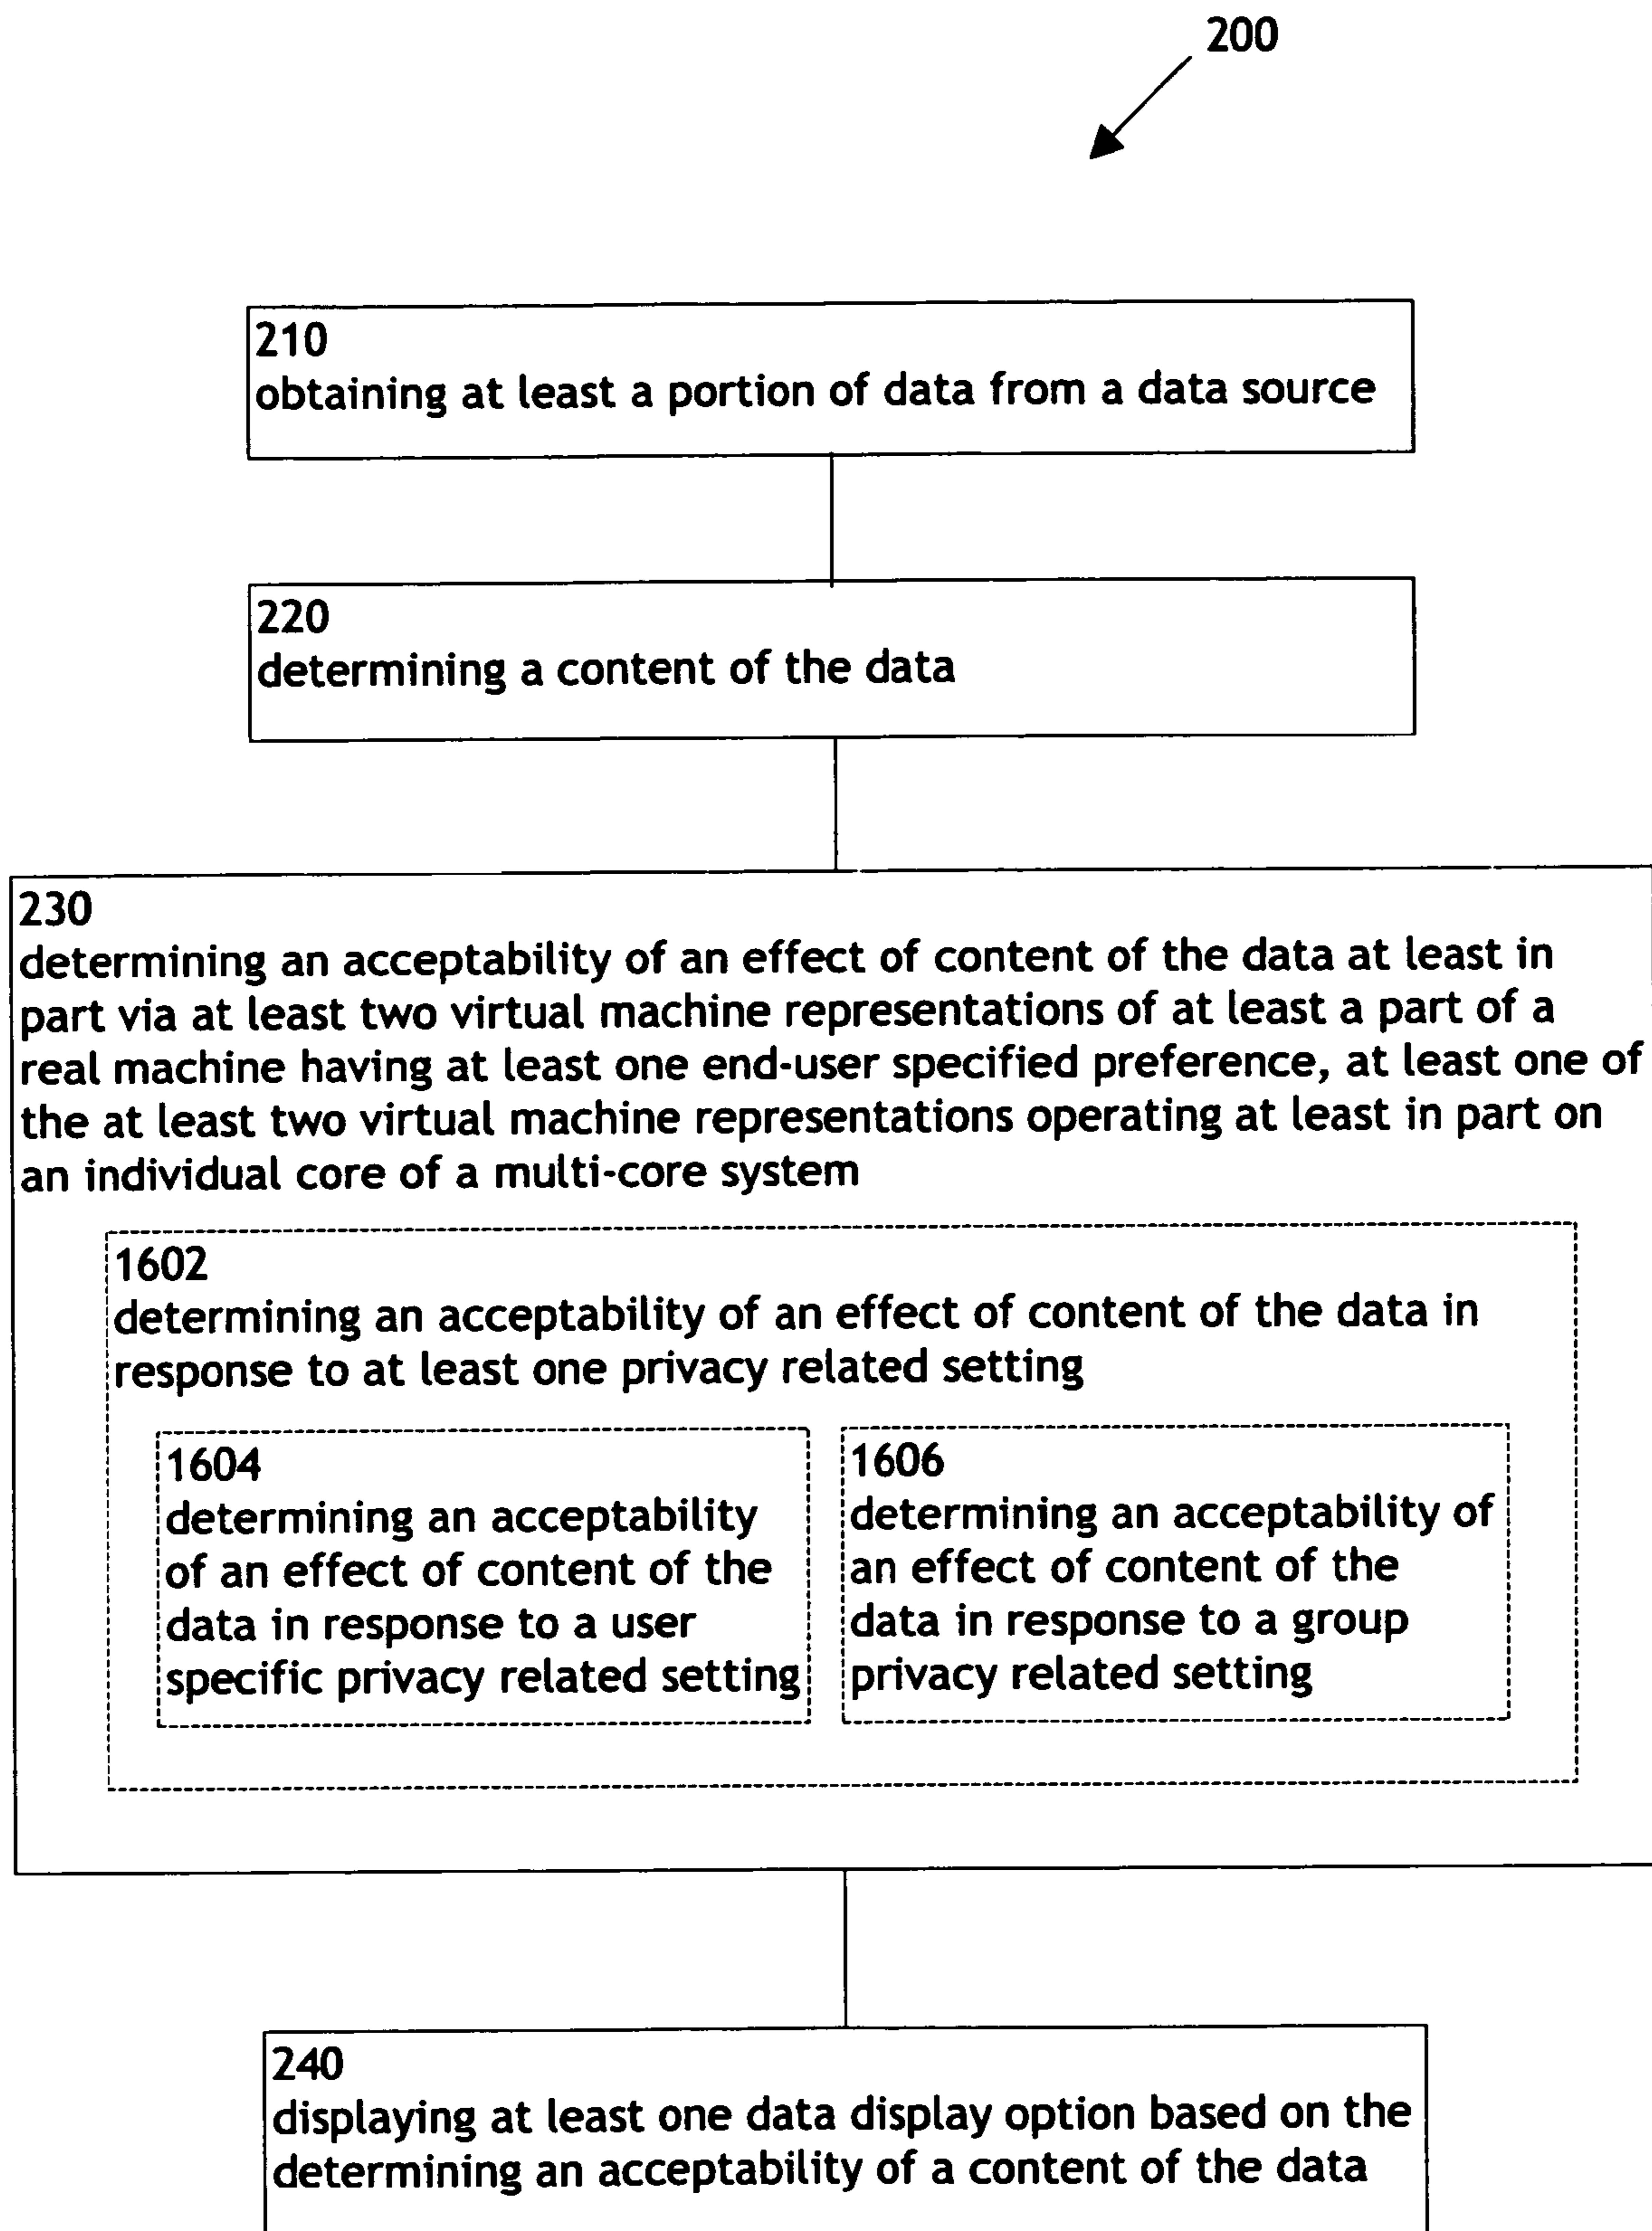 200
210
obtaining at least a portion of data from a data source
220
determining a content of the data
230
determining an acceptability of an effect of content of the data at least in
part via at least two virtual machine representations of at least a part of a
real machine having at least one end-user specified preference, at least one of
the at least two virtual machine representations operating at least in part on
an individual core of a multi-core system
1602
determining an acceptability of an effect of content of the data in
response to at least one privacy related setting
1604
determining an acceptability
of an effect of content of the
data in response to a user
specific privacy related setting
1606
determining an acceptability of
an effect of content of the
data in response to a group
privacy related setting
240
displaying at least one data display option based on the
determining an acceptability of a content of the data